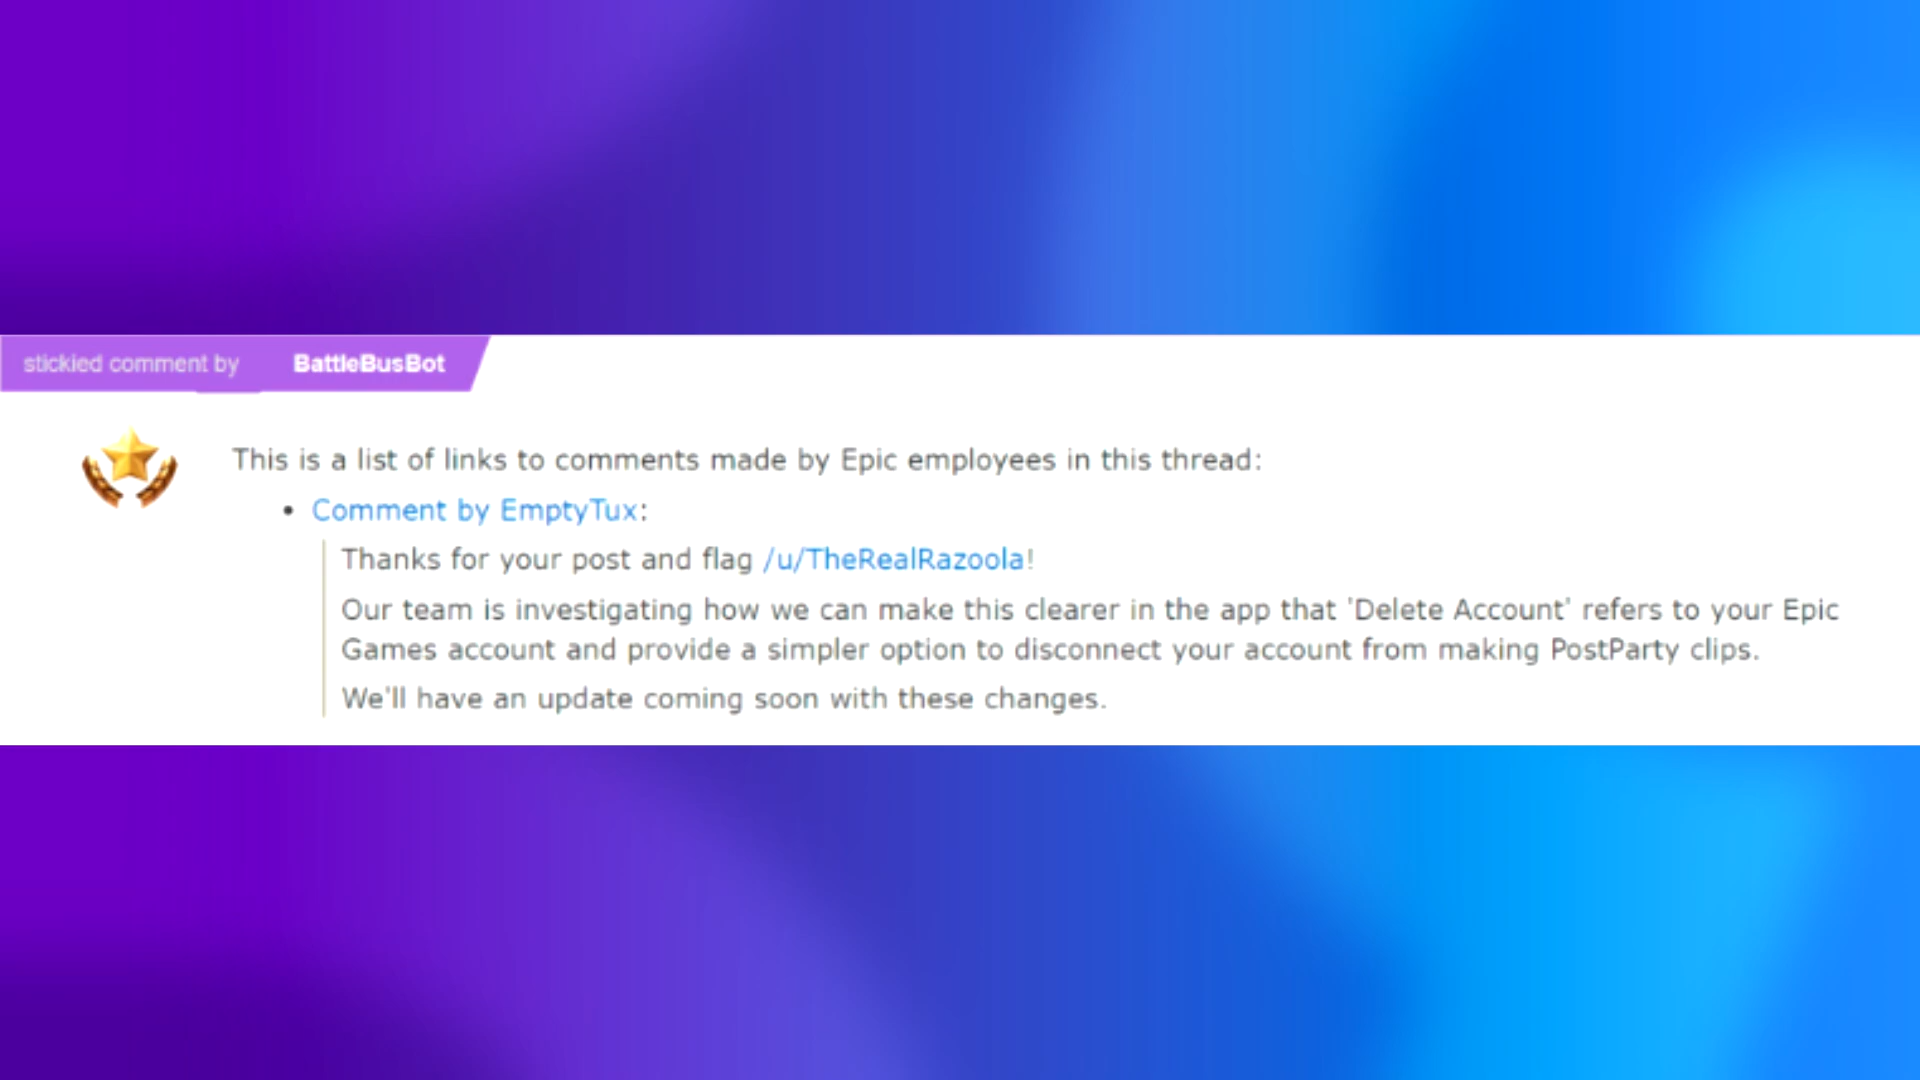 stickied comment by BattleBusBot
This is a list of links to comments made by Epic employees in this thread:
• Comment by EmptyTux:
Thanks for your post and flag /u/TheRealRazoola!
Our team is investigating how we can make this clearer in the app that 'Delete Account' refers to your Epic
Games account and provide a simpler option to disconnect your account from making PostParty clips.
We'll have an update coming soon with these changes.